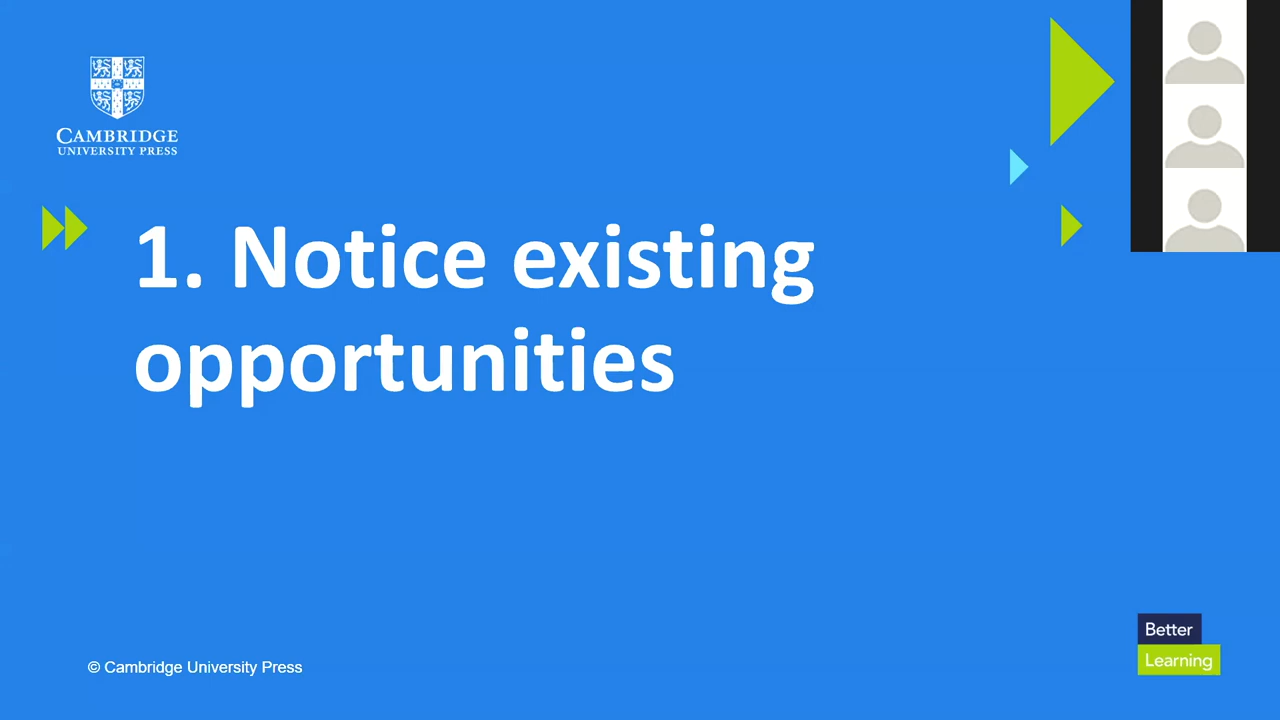 CAMBRIDGE
UNIVERSITY PRESS
1. Notice existing
opportunities
© Cambridge University Press
Better
Learning